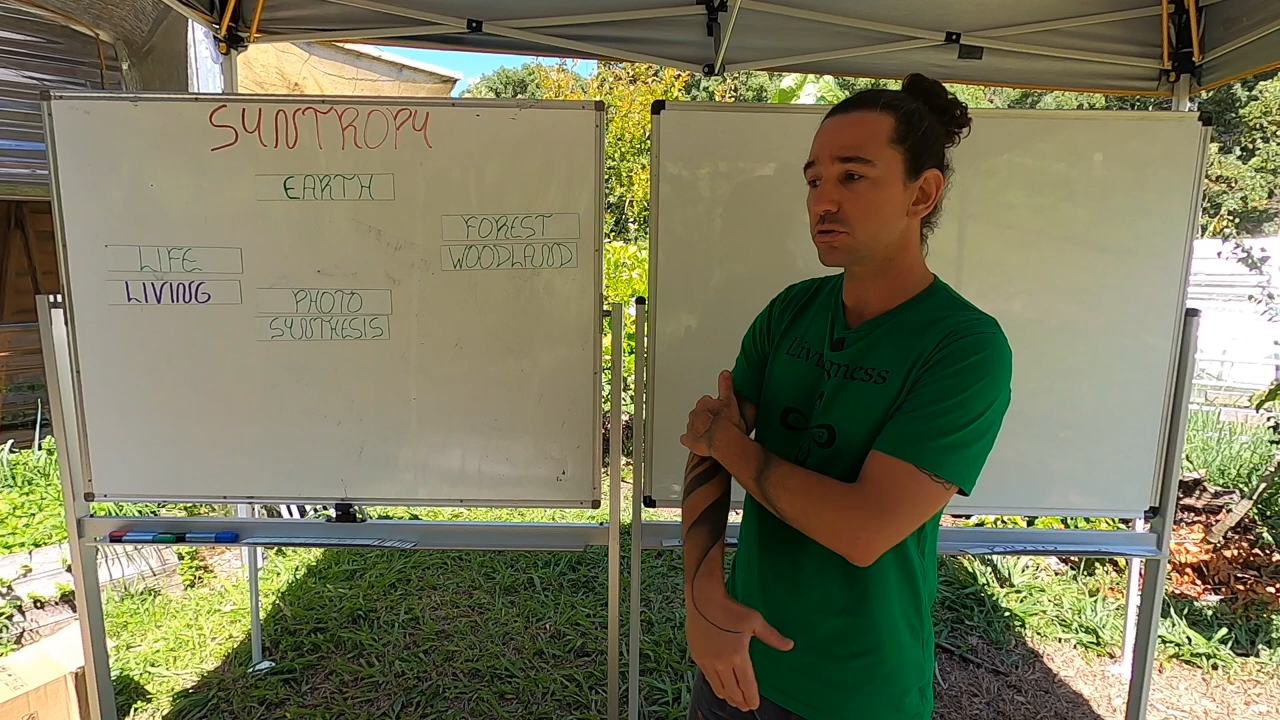 SYNTROPY
EARTH
FOREST
WOODLAND
LIFE
LIVING
PHOTO
SYNTHESIS
Livingness